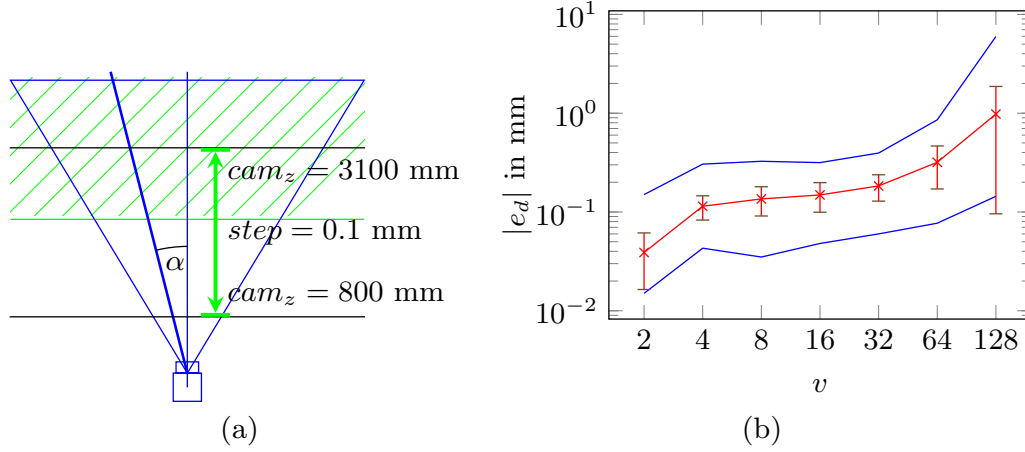 cam_z = 3100 mm
step = 0.1 mm
α
cam_z = 800 mm
(a)
|e_d| in mm
10^1
10^0
10^{-1}
10^{-2}
2 4 8 16 32 64 128
v
(b)